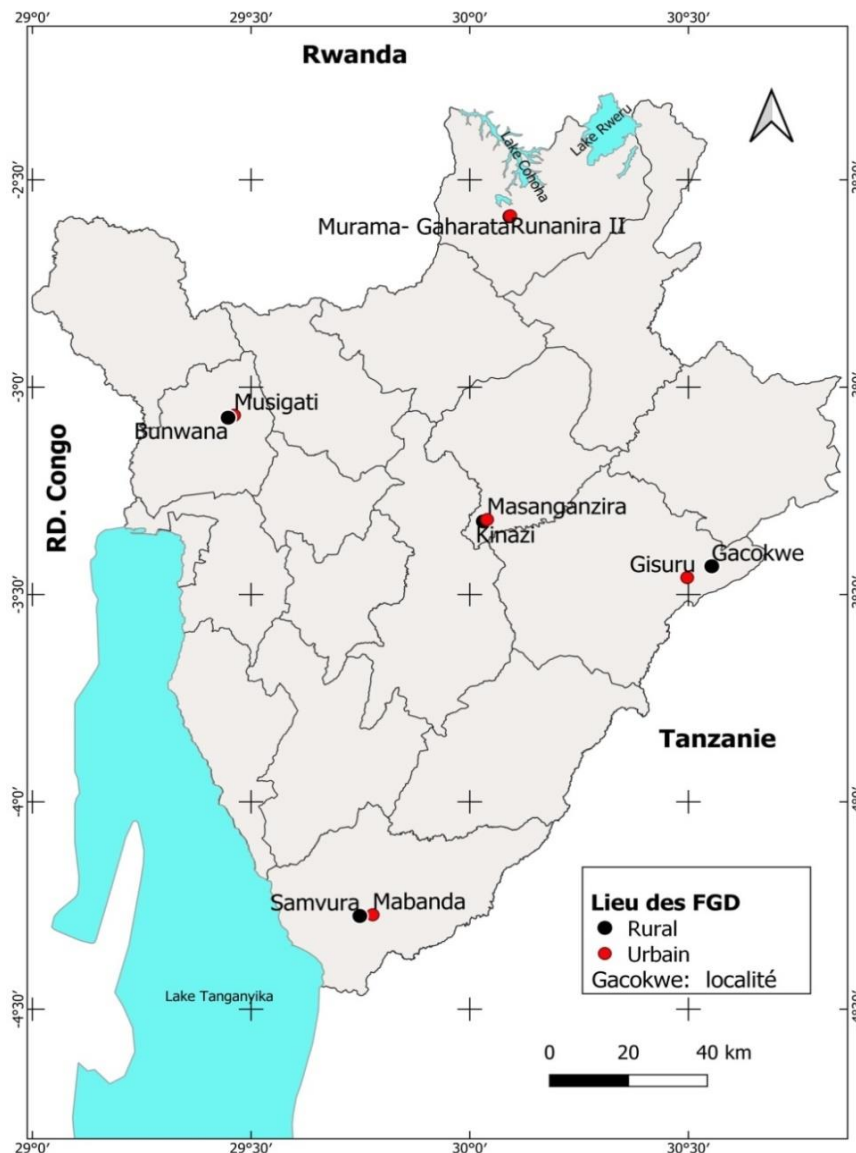 29°0′ 29°30′ 30°0′ 30°30′
Rwanda
Lake Rweru
Lake Cohoha
-2°30′
Murama- GaharataRunanira II
-3°0′
Musigati
Bunwana
RD. Congo
Masanganzira
Kinazi
Gacokwe
Gisuru
-3°30′
Tanzanie
-4°0′
Samvura Mabanda
Lieu des FGD
Rural
Urbain
Gacokwe: localité
Lake Tanganyika
-4°30′
0 20 40 km
29°0′ 29°30′ 30°0′ 30°30′